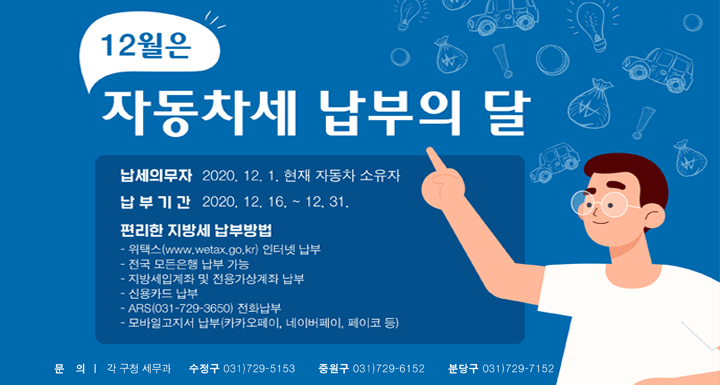 12월은
자동차세 납부의 달
납세의무자 2020. 12. 1. 현재 자동차 소유자
납 부 기 간 2020. 12. 16. ~ 12. 31.
편리한 지방세 납부방법
- 위택스(www.wetax.go.kr) 인터넷 납부
- 전국 모든은행 납부 가능
- 지방세입계좌 및 전용가상계좌 납부
- 신용카드 납부
- ARS(031-729-3650) 전화납부
- 모바일고지서 납부(카카오페이, 네이버페이, 페이코 등)
문 의 | 각 구청 세무과 수정구 031)729-5153 중원구 031)729-6152 분당구 031)729-7152